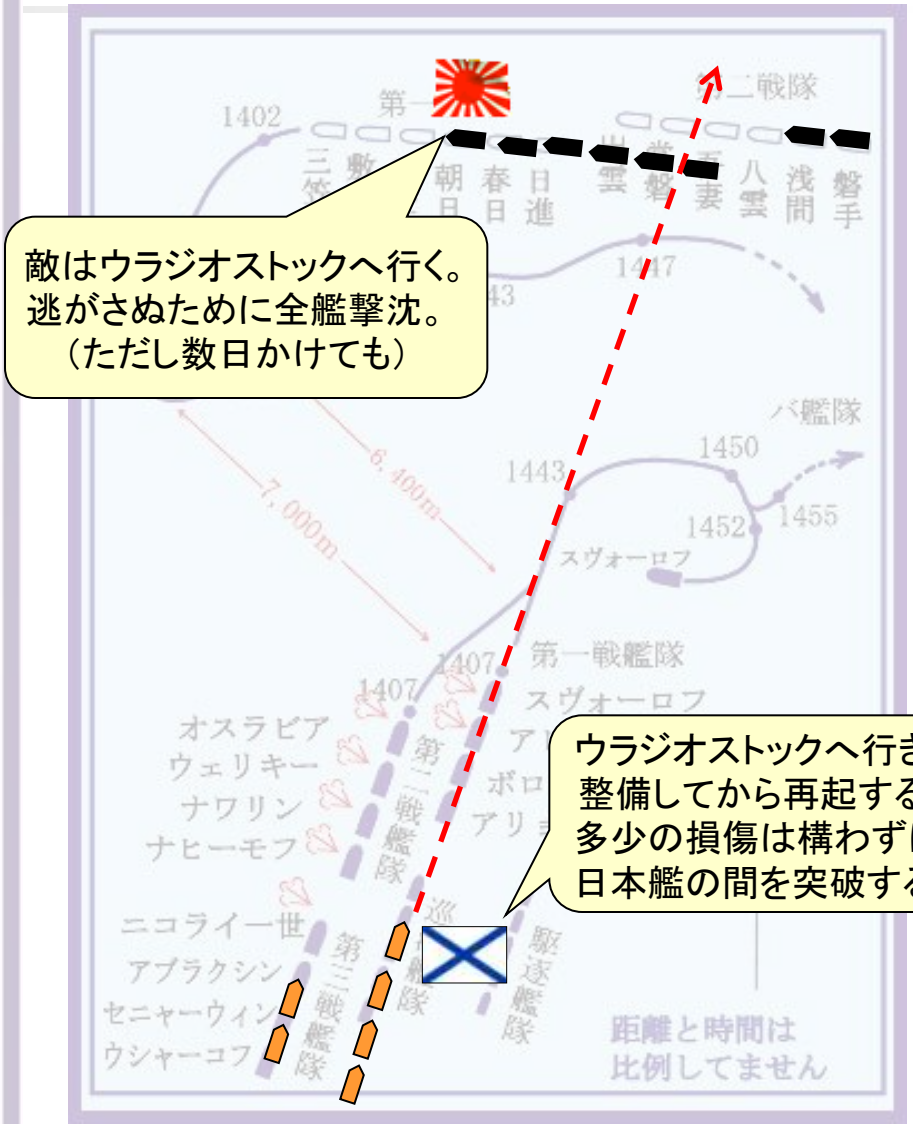 第一
第二戦隊
1402
三笠
敷
朝日
春日
日進
出雲
常磐
吾妻
八雲
浅間
磐手
敵はウラジオストックへ行く。
逃がさぬために全艦撃沈。
（ただし数日かけても）
1447
43
バ艦隊
1450
1443
6,400m
7,000m
1452
1455
スヴォーロフ
1407
第一戦艦隊
1407
スヴォーロフ
オスラビア
ウェリキー
ナワリン
ナヒーモフ
第二戦艦隊
ア
ボロ
アリ
ウラジオストックへ行き
整備してから再起する
多少の損傷は構わずに
日本艦の間を突破する
ニコライ一世
アブラクシン
セニャーウィン
ウシャーコフ
第三戦艦隊
巡
艦隊
駆逐艦隊
距離と時間は
比例してません